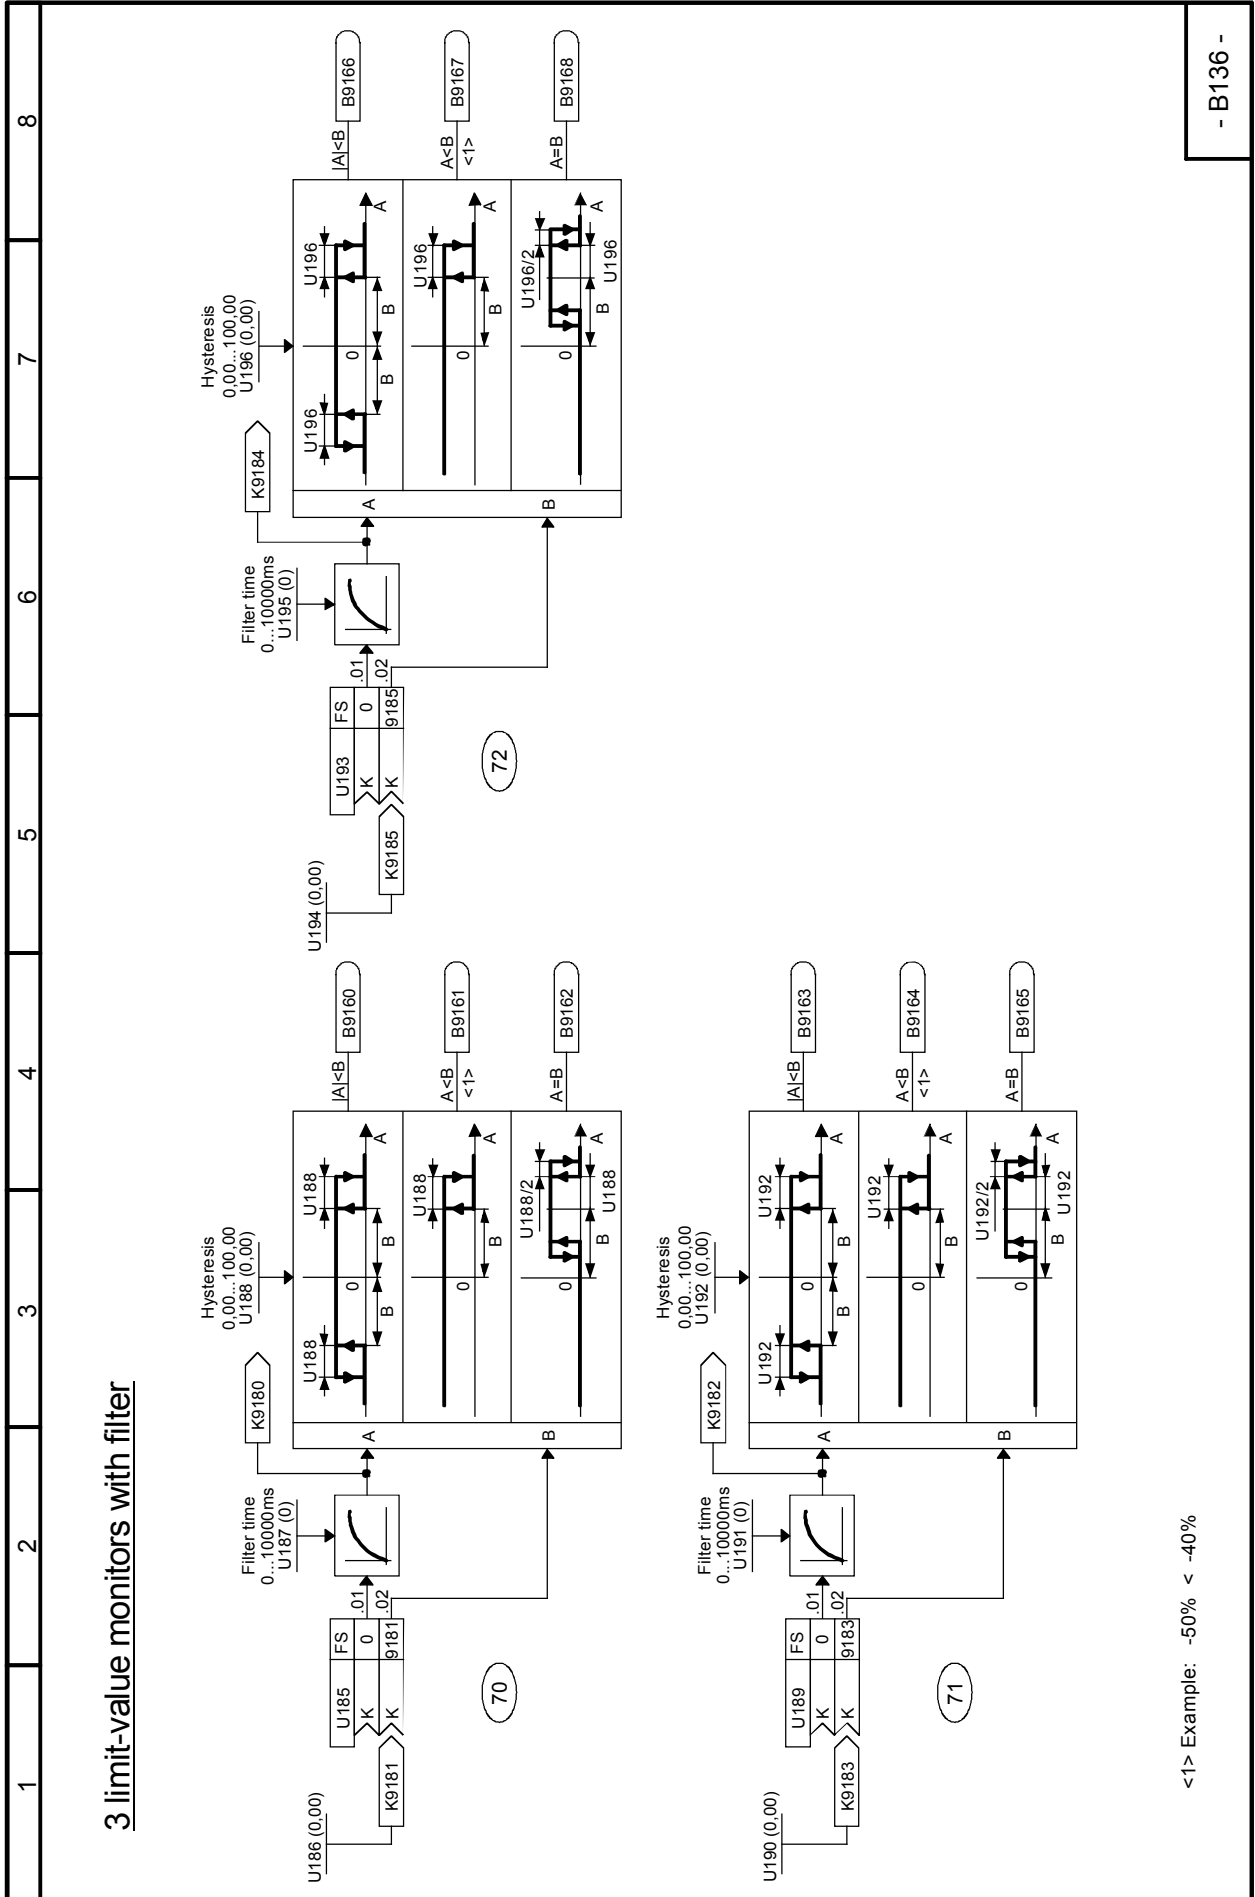 1
2
3
4
5
6
7
8
3 limit-value monitors with filter
U186 (0,00)
K9181
U185 FS
K 0 .01
K 9181 .02
70
Filter time
0...10000ms
U187 (0)
K9180
Hysteresis
0,00...100,00
U188 (0,00)
A
B
U188
U188
0
B
B
A
|A|<B
B9160
U188
0
B
A
A<B
<1>
B9161
U188/2
0
B
U188
A
A=B
B9162
U190 (0,00)
K9183
U189 FS
K 0 .01
K 9183 .02
71
Filter time
0...10000ms
U191 (0)
K9182
Hysteresis
0,00...100,00
U192 (0,00)
A
B
U192
U192
0
B
B
A
|A|<B
B9163
U192
0
B
A
A<B
<1>
B9164
U192/2
0
B
U192
A
A=B
B9165
U194 (0,00)
K9185
U193 FS
K 0 .01
K 9185 .02
72
Filter time
0...10000ms
U195 (0)
K9184
Hysteresis
0,00...100,00
U196 (0,00)
A
B
U196
U196
0
B
B
A
|A|<B
B9166
U196
0
B
A
A<B
<1>
B9167
U196/2
0
B
U196
A
A=B
B9168
<1> Example: -50% < -40%
- B136 -